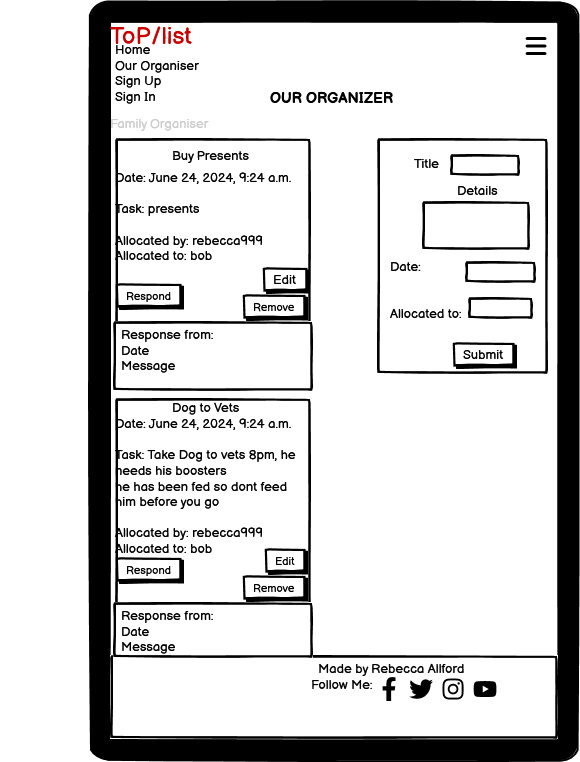 ToP/list
Home
Our Organiser
Sign Up
Sign In
OUR ORGANIZER
Family Organiser
Buy Presents
Date: June 24, 2024, 9:24 a.m.
Task: presents
Allocated by: rebecca999
Allocated to: bob
Edit
Respond
Remove
Response from:
Date
Message
Title
Details
Date:
Allocated to:
Submit
Dog to Vets
Date: June 24, 2024, 9:24 a.m.
Task: Take Dog to vets 8pm, he
needs his boosters
he has been fed so dont feed
him before you go
Allocated by: rebecca999
Allocated to: bob
Edit
Respond
Remove
Response from:
Date
Message
Made by Rebecca Allford
Follow Me: